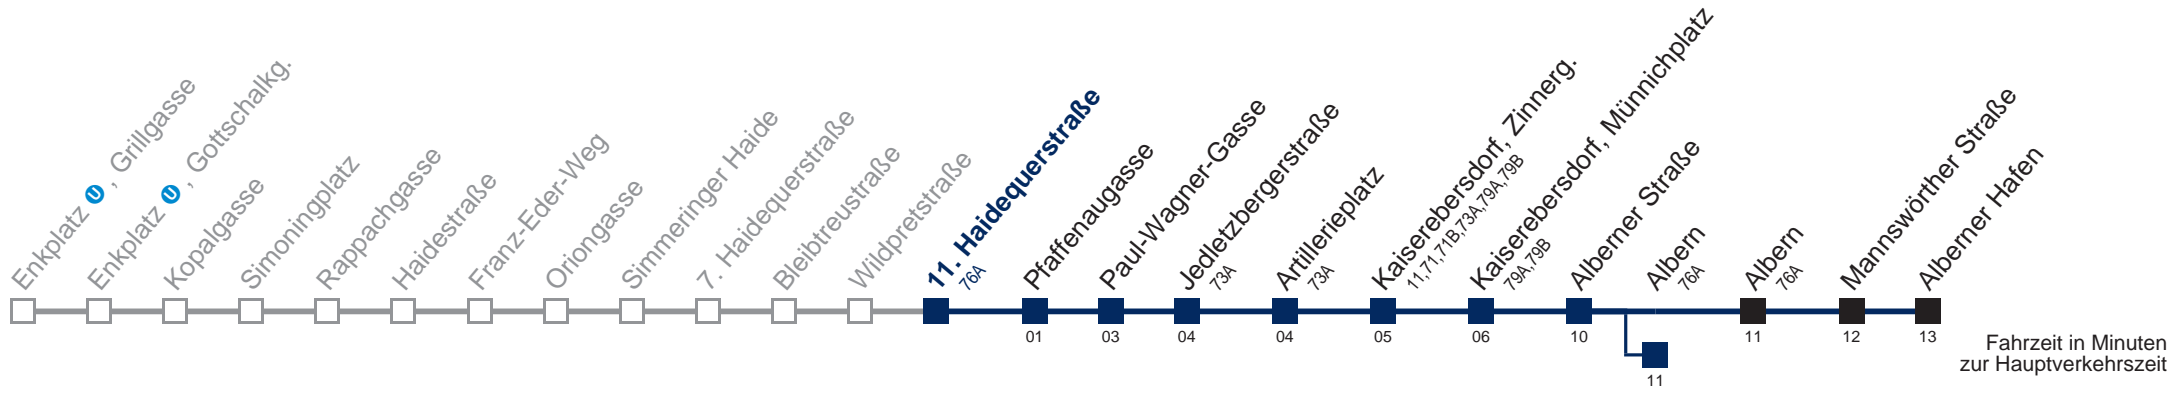 Enkplatz U, Grillgasse
Enkplatz U, Gottschalkg.
Kopalgasse
Simoningplatz
Rappachgasse
Haidestraße
Franz-Eder-Weg
Oriongasse
Simmeringer Haide
7. Haidequerstraße
Bleibtreustraße
Wildpretstraße
11. Haidequerstraße
76A
Pfaffenaugasse
01
Paul-Wagner-Gasse
03
Jedletzbergerstraße
73A
04
Artillerieplatz
73A
04
Kaiserebersdorf, Zinnerg.
11,71,71B,73A,79A,79B
05
Kaiserebersdorf, Münnichplatz
79A,79B
06
Alberner Straße
10
Albern
76A
11
Albern
76A
11
Mannswörther Straße
12
Alberner Hafen
13
Fahrzeit in Minuten
zur Hauptverkehrszeit